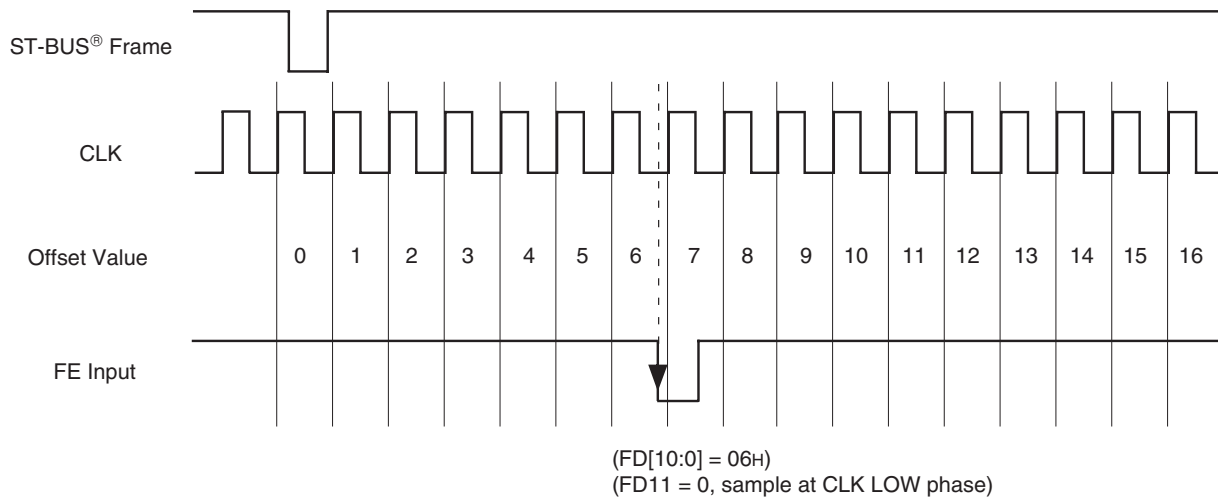 ST-BUS® Frame
CLK
Offset Value 0 1 2 3 4 5 6 7 8 9 10 11 12 13 14 15 16
FE Input
(FD[10:0] = 06H)
(FD11 = 0, sample at CLK LOW phase)